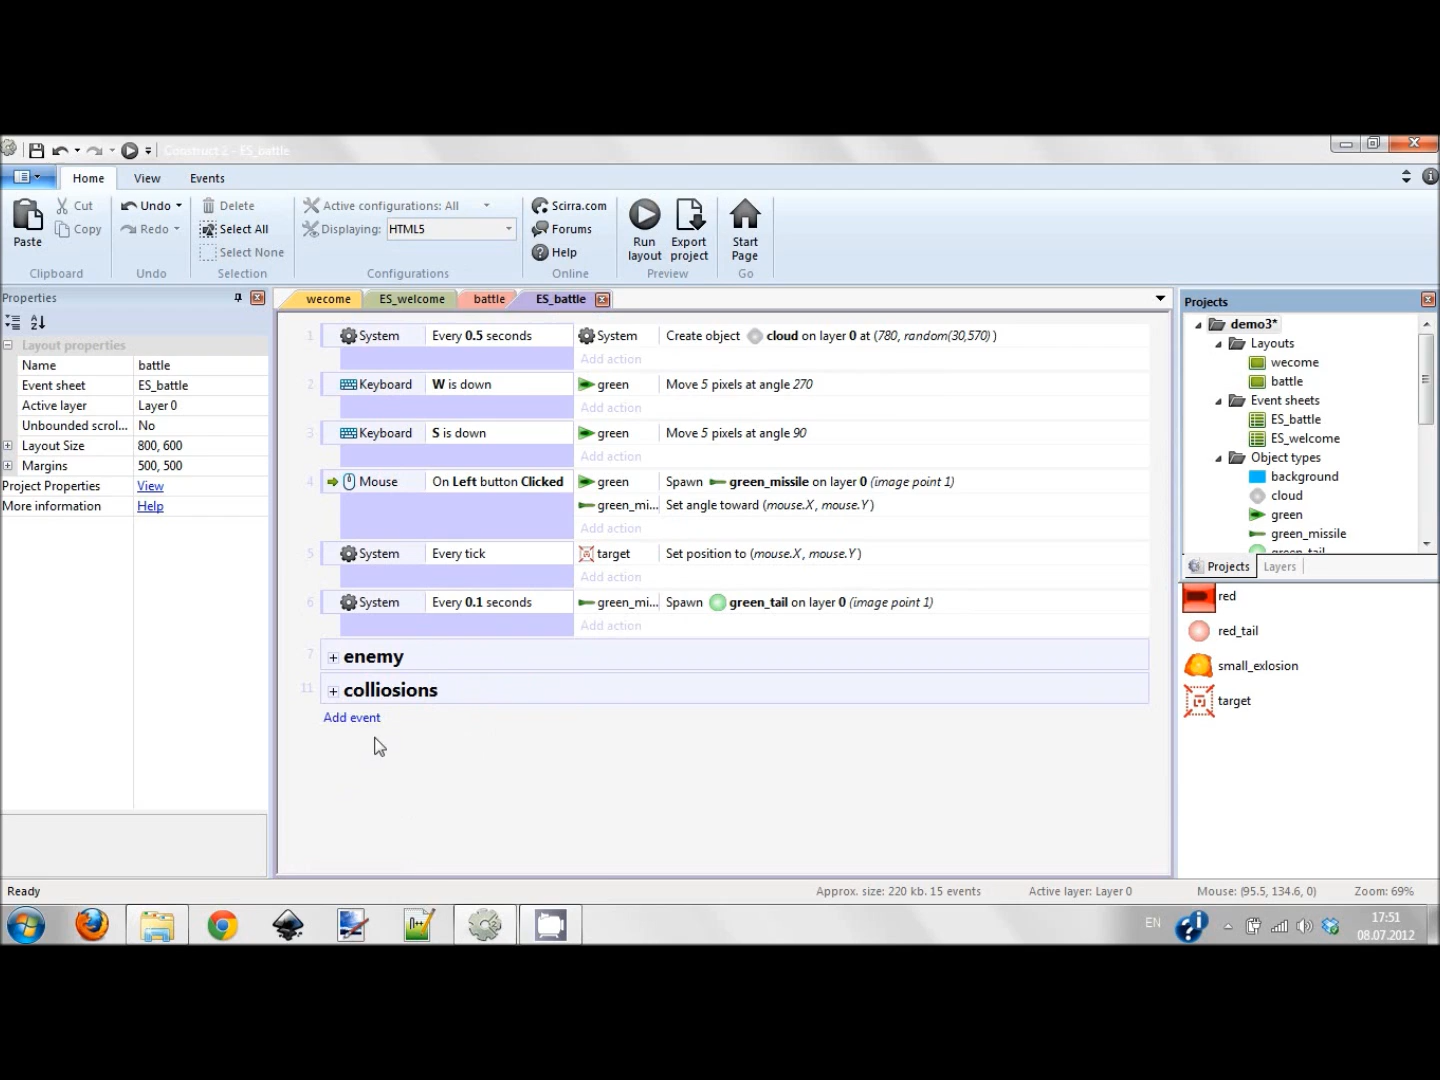 Construct 2 - ES_battle
Home View Events
Paste Cut Copy Clipboard
Undo Redo Undo
Delete Select All Select None Selection
Active configurations: All
Displaying: HTML5
Configurations
Scirra.com
Forums
Help
Online
Run layout Export project Preview
Start Page Go
Properties
Layout properties
Name battle
Event sheet ES_battle
Active layer Layer 0
Unbounded scrol... No
Layout Size 800, 600
Margins 500, 500
Project Properties View
More information Help
wecome ES_welcome battle ES_battle
1 System Every 0.5 seconds System Create object cloud on layer 0 at (780, random(30,570) )
Add action
2 Keyboard W is down green Move 5 pixels at angle 270
Add action
3 Keyboard S is down green Move 5 pixels at angle 90
Add action
4 Mouse On Left button Clicked green Spawn green_missile on layer 0 (image point 1)
green_mi... Set angle toward (mouse.X, mouse.Y)
Add action
5 System Every tick target Set position to (mouse.X, mouse.Y)
Add action
6 System Every 0.1 seconds green_mi... Spawn green_tail on layer 0 (image point 1)
Add action
7 enemy
11 colliosions
Add event
Projects
demo3*
Layouts
wecome
battle
Event sheets
ES_battle
ES_welcome
Object types
background
cloud
green
green_missile
green_tail
Projects Layers
red
red_tail
small_exlosion
target
Ready Approx. size: 220 kb. 15 events Active layer: Layer 0 Mouse: (95.5, 134.6, 0) Zoom: 69%
EN 17:51
08.07.2012